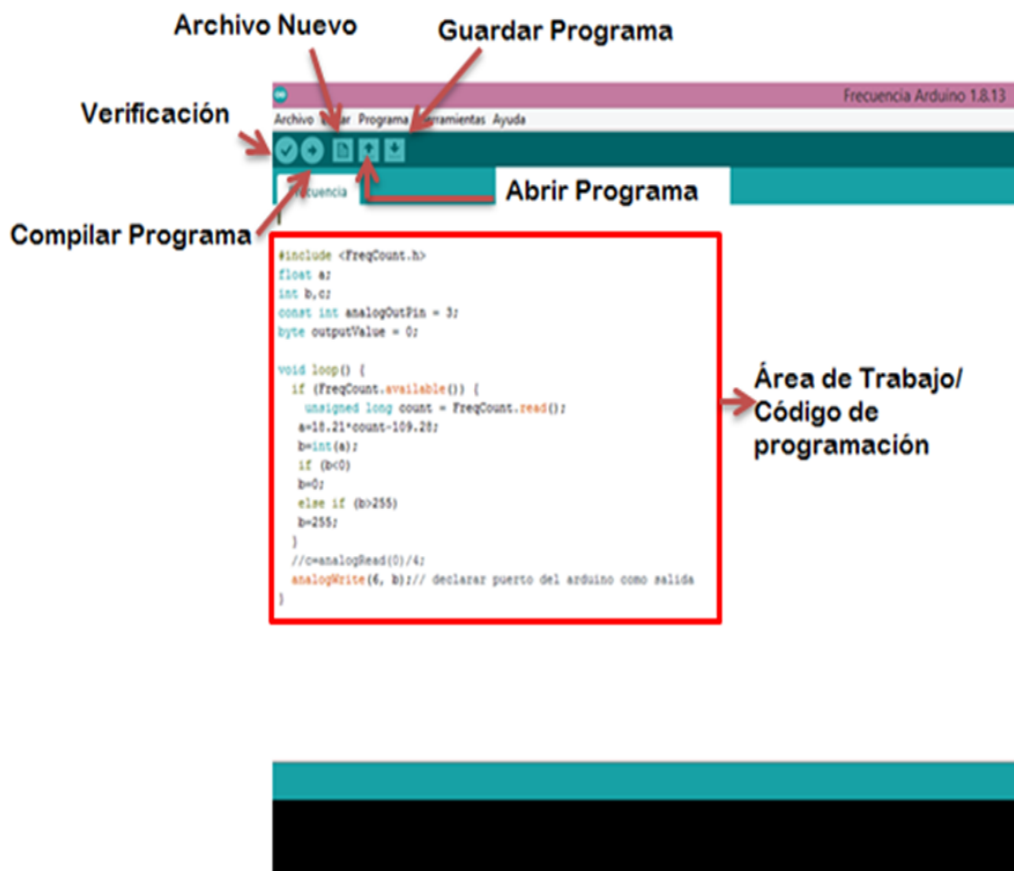 Archivo Nuevo
Guardar Programa
Verificación
Frecuencia Arduino 1.8.13
Archivo Programa Ayuda
Abrir Programa
Compilar Programa
#include <FreqCount.h>
float a;
int b,c;
const int analogOutPin = 3;
byte outputValue = 0;
void loop() {
if (FreqCount.available()) {
unsigned long count = FreqCount.read();
a=18.21*count-109.28;
b=int(a);
if (b<0)
b=0;
else if (b>255)
b=255;
}
//c=analogRead(0)/4;
analogWrite(6, b);// declarar puerto del arduino como salida
}
Área de Trabajo/
Código de
programación